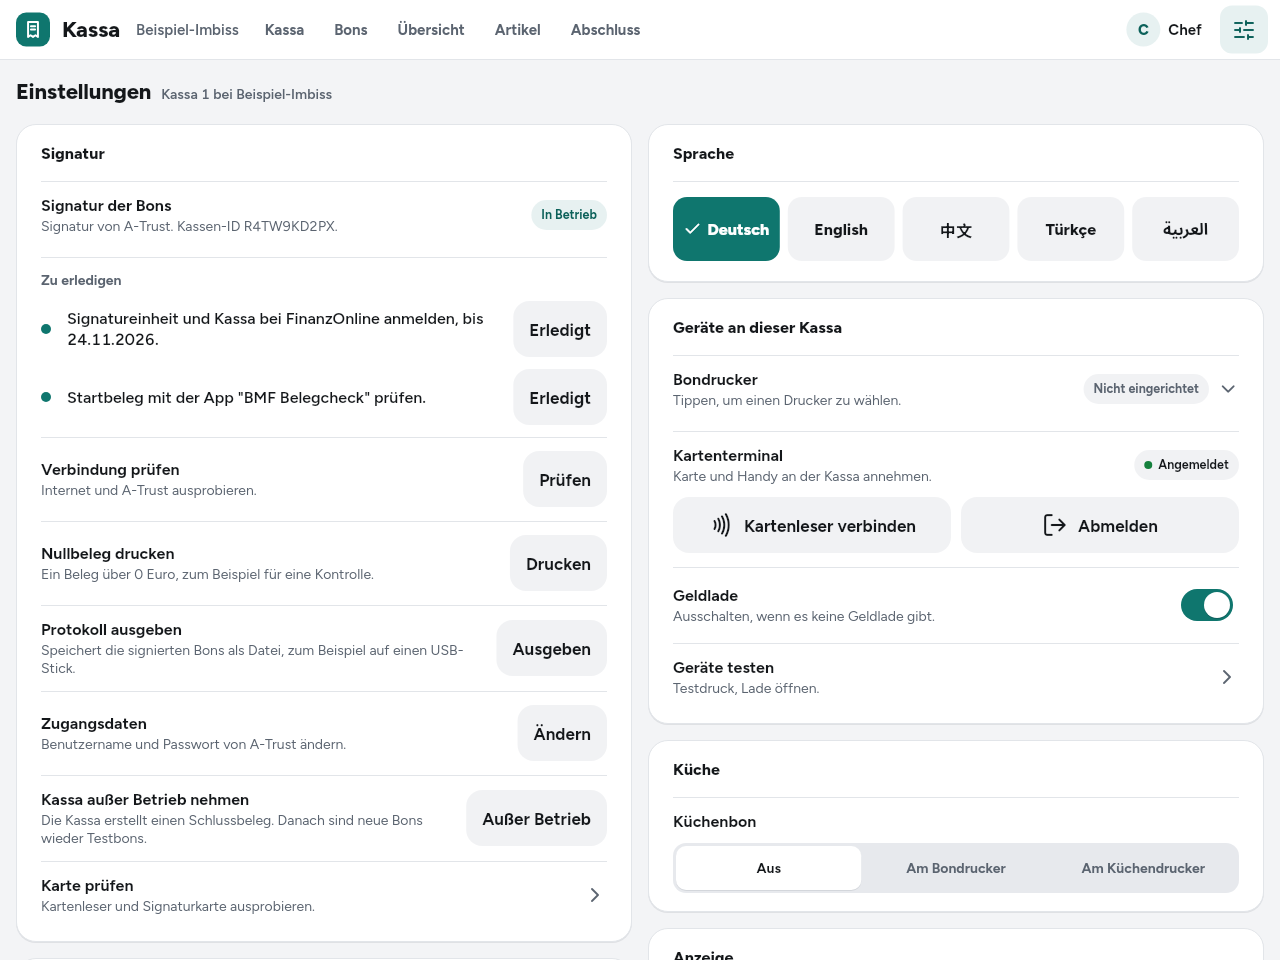 Kassa
Beispiel-Imbiss
Kassa
Bons
Übersicht
Artikel
Abschluss
C
Chef
Einstellungen
Kassa 1 bei Beispiel-Imbiss
Signatur
Signatur der Bons
Signatur von A-Trust. Kassen-ID R4TW9KD2PX.
In Betrieb
Zu erledigen
Signatureinheit und Kassa bei FinanzOnline anmelden, bis
24.11.2026.
Erledigt
Startbeleg mit der App "BMF Belegcheck" prüfen.
Erledigt
Verbindung prüfen
Internet und A-Trust ausprobieren.
Prüfen
Nullbeleg drucken
Ein Beleg über 0 Euro, zum Beispiel für eine Kontrolle.
Drucken
Protokoll ausgeben
Speichert die signierten Bons als Datei, zum Beispiel auf einen USB-
Stick.
Ausgeben
Zugangsdaten
Benutzername und Passwort von A-Trust ändern.
Ändern
Kassa außer Betrieb nehmen
Die Kassa erstellt einen Schlussbeleg. Danach sind neue Bons
wieder Testbons.
Außer Betrieb
Karte prüfen
Kartenleser und Signaturkarte ausprobieren.
Sprache
Deutsch
English
中文
Türkçe
العربية
Geräte an dieser Kassa
Bondrucker
Tippen, um einen Drucker zu wählen.
Nicht eingerichtet
Kartenterminal
Karte und Handy an der Kassa annehmen.
Angemeldet
Kartenleser verbinden
Abmelden
Geldlade
Ausschalten, wenn es keine Geldlade gibt.
Geräte testen
Testdruck, Lade öffnen.
Küche
Küchenbon
Aus
Am Bondrucker
Am Küchendrucker
Anzeige